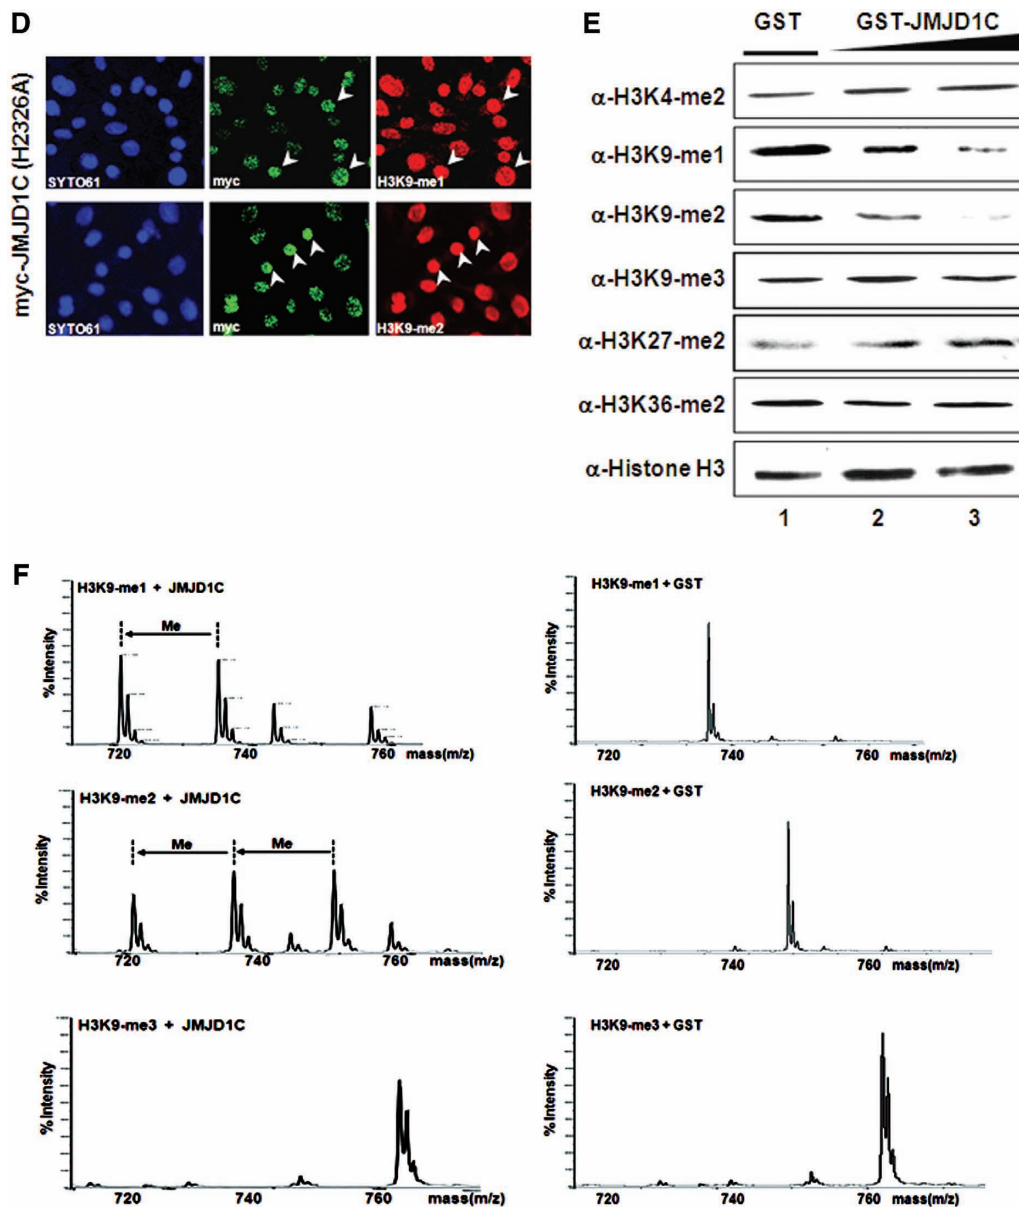 D
myc-JMJD1C (H2326A)
SYTO61
myc
H3K9-me1
SYTO61
myc
H3K9-me2
E
GST
GST-JMJD1C
α-H3K4-me2
α-H3K9-me1
α-H3K9-me2
α-H3K9-me3
α-H3K27-me2
α-H3K36-me2
α-Histone H3
1 2 3
F
H3K9-me1 + JMJD1C
Me
% Intensity
720 740 760 mass(m/z)
H3K9-me1 + GST
% Intensity
720 740 760 mass(m/z)
H3K9-me2 + JMJD1C
Me Me
% Intensity
720 740 760 mass(m/z)
H3K9-me2 + GST
% Intensity
720 740 760 mass(m/z)
H3K9-me3 + JMJD1C
% Intensity
720 740 760 mass(m/z)
H3K9-me3 + GST
% Intensity
720 740 760 mass(m/z)